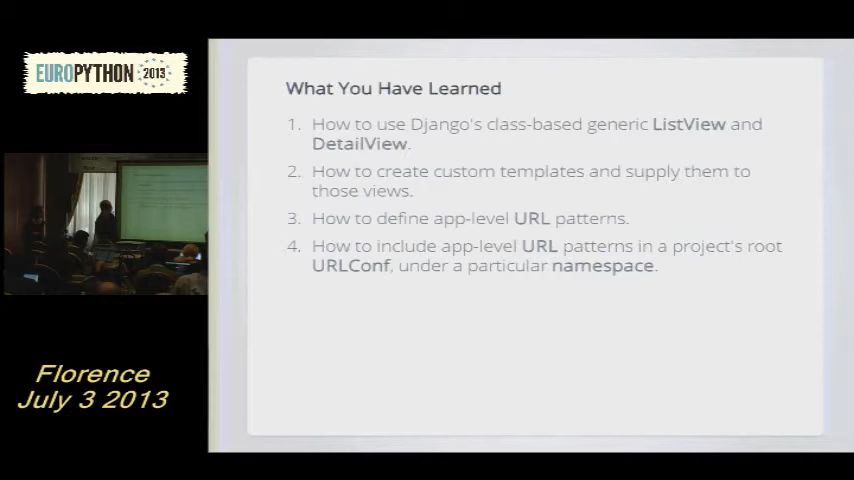 EUROPYTHON 2013
What You Have Learned
1. How to use Django's class-based generic ListView and
DetailView.
2. How to create custom templates and supply them to
those views.
3. How to define app-level URL patterns.
4. How to include app-level URL patterns in a project's root
URLConf, under a particular namespace.
Florence
July 3 2013